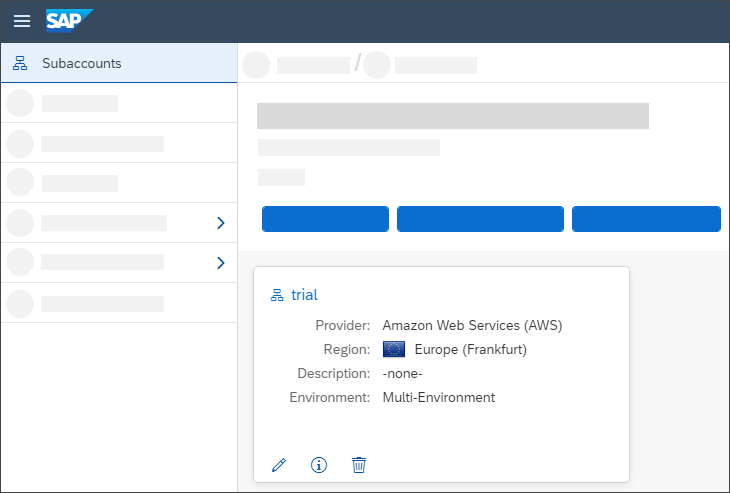 SAP
Subaccounts
/
trial
Provider: Amazon Web Services (AWS)
Region: Europe (Frankfurt)
Description: -none-
Environment: Multi-Environment